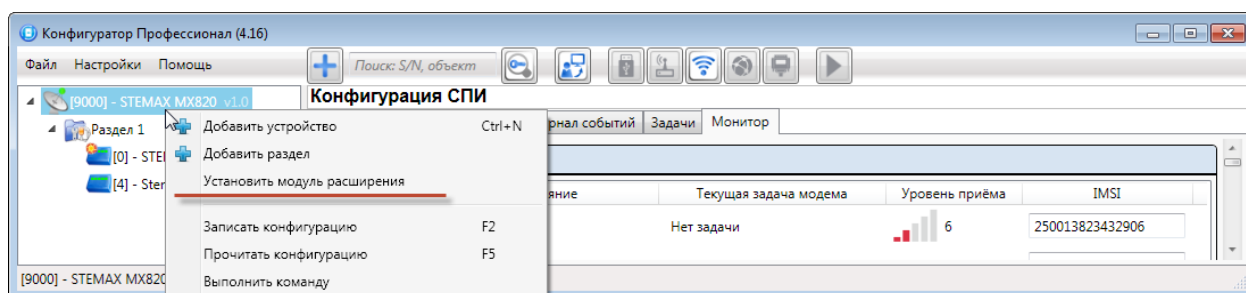 Конфигуратор Профессионал (4.16)
Файл Настройки Помощь Поиск: S/N, объект
[9000] - STEMAX MX820 v1.0 Конфигурация СПИ
Раздел 1 Добавить устройство Ctrl+N рнал событий Задачи Монитор
[0] - STE Добавить раздел
[4] - Ster Установить модуль расширения яние Текущая задача модема Уровень приёма IMSI
Записать конфигурацию F2 Нет задачи 6 250013823432906
Прочитать конфигурацию F5
[9000] - STEMAX MX820 Выполнить команду